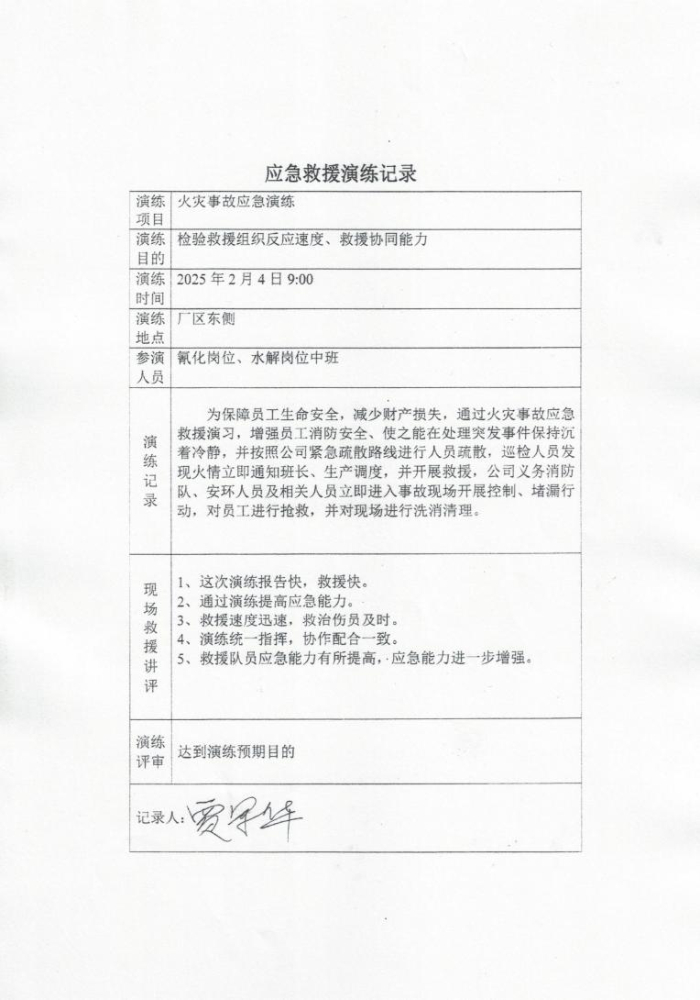 应急救援演练记录
演练项目 火灾事故应急演练
演练目的 检验救援组织反应速度、救援协同能力
演练时间 2025 年 2 月 4 日 9:00
演练地点 厂区东侧
参演人员 氰化岗位、水解岗位中班
演练记录
为保障员工生命安全，减少财产损失，通过火灾事故应急
救援演习，增强员工消防安全、使之能在处理突发事件保持沉
着冷静，并按照公司紧急疏散路线进行人员疏散，巡检人员发
现火情立即通知班长、生产调度，并开展救援，公司义务消防
队、安环人员及相关人员立即进入事故现场开展控制、堵漏行
动，对员工进行抢救，并对现场进行洗消清理。
现场救援讲评
1、这次演练报告快，救援快。
2、通过演练提高应急能力。
3、救援速度迅速，救治伤员及时。
4、演练统一指挥，协作配合一致。
5、救援队员应急能力有所提高，应急能力进一步增强。
演练评审 达到演练预期目的
记录人：贾